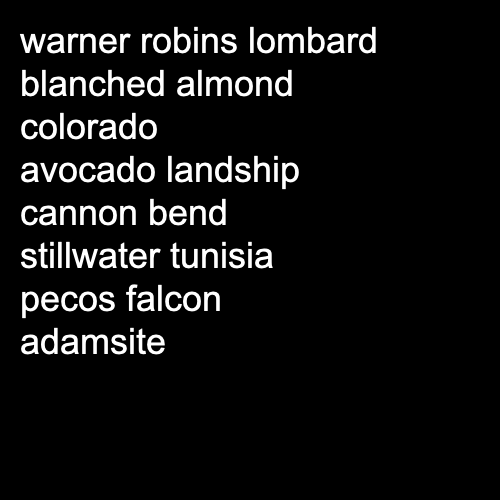 warner robins lombard
blanched almond
colorado
avocado landship
cannon bend
stillwater tunisia
pecos falcon
adamsite